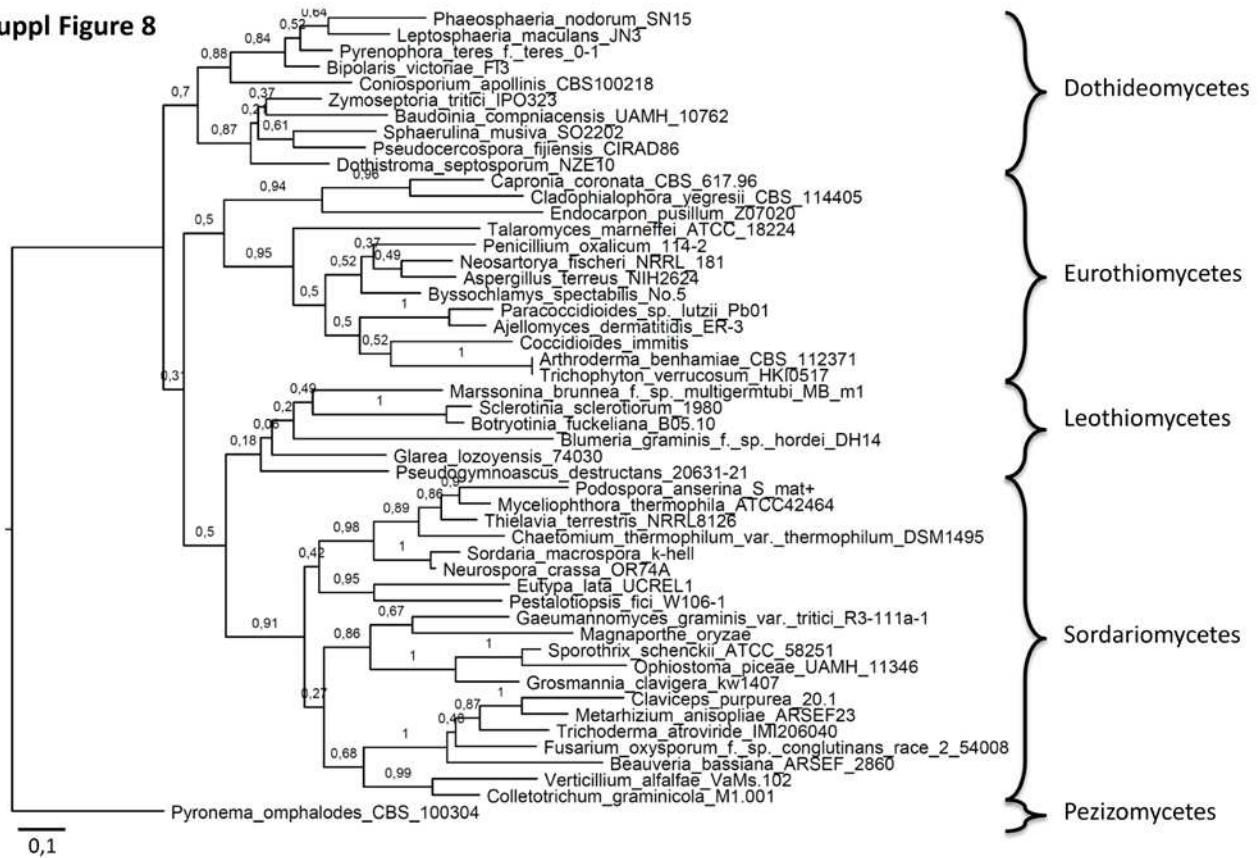 uppl Figure 8
0,64
Phaeosphaeria_nodorum_SN15
0,52
Leptosphaeria_maculans_JN3
0,84
Pyrenophora_teres_f._teres_0-1
0,88
Bipolaris_victoriae_FI3
Coniosporium_apollinis_CBS100218
Dothideomycetes
0,7
0,37
Zymoseptoria_tritici_IPO323
Baudoinia_compniacensis_UAMH_10762
0,87
0,61
Sphaerulina_musiva_SO2202
Pseudocercospora_fijiensis_CIRAD86
Dothistroma_septosporum_NZE10
0,94
0,96
Capronia_coronata_CBS_617.96
Cladophialophora_yegresii_CBS_114405
0,5
Endocarpon_pusillum_Z07020
Talaromyces_marneffei_ATCC_18224
0,95
0,37
Penicillium_oxalicum_114-2
0,52
0,49
Neosartorya_fischeri_NRRL_181
Aspergillus_terreus_NIH2624
Eurothiomycetes
0,5
Byssochlamys_spectabilis_No.5
1
Paracoccidioides_sp._lutzii_Pb01
0,5
Ajellomyces_dermatitidis_ER-3
0,52
Coccidioides_immitis
1
Arthroderma_benhamiae_CBS_112371
0,31
Trichophyton_verrucosum_HKI0517
0,49
Marssonina_brunnea_f._sp._multigermtubi_MB_m1
0,2
1
Sclerotinia_sclerotiorum_1980
Leothiomycetes
0,06
Botryotinia_fuckeliana_B05.10
0,18
Blumeria_graminis_f._sp._hordei_DH14
Glarea_lozoyensis_74030
Pseudogymnoascus_destructans_20631-21
0,5
0,86
Podospora_anserina_S_mat+
0,89
Myceliophthora_thermophila_ATCC42464
0,98
Thielavia_terrestris_NRRL8126
Chaetomium_thermophilum_var._thermophilum_DSM1495
0,42
1
Sordaria_macrospora_k-hell
Neurospora_crassa_OR74A
0,95
Eutypa_lata_UCREL1
Pestalotiopsis_fici_W106-1
0,91
0,67
Gaeumannomyces_graminis_var._tritici_R3-111a-1
0,86
Magnaporthe_oryzae
Sordariomycetes
1
1
Sporothrix_schenckii_ATCC_58251
Ophiostoma_piceae_UAMH_11346
0,27
Grosmannia_clavigera_kw1407
1
Claviceps_purpurea_20.1
0,87
Metarhizium_anisopliae_ARSEF23
0,48
Trichoderma_atroviride_IMI206040
1
Fusarium_oxysporum_f._sp._conglutinans_race_2_54008
0,68
Beauveria_bassiana_ARSEF_2860
0,99
Verticillium_alfalfae_VaMs.102
Colletotrichum_graminicola_M1.001
Pyronema_omphalodes_CBS_100304
Pezizomycetes
0,1